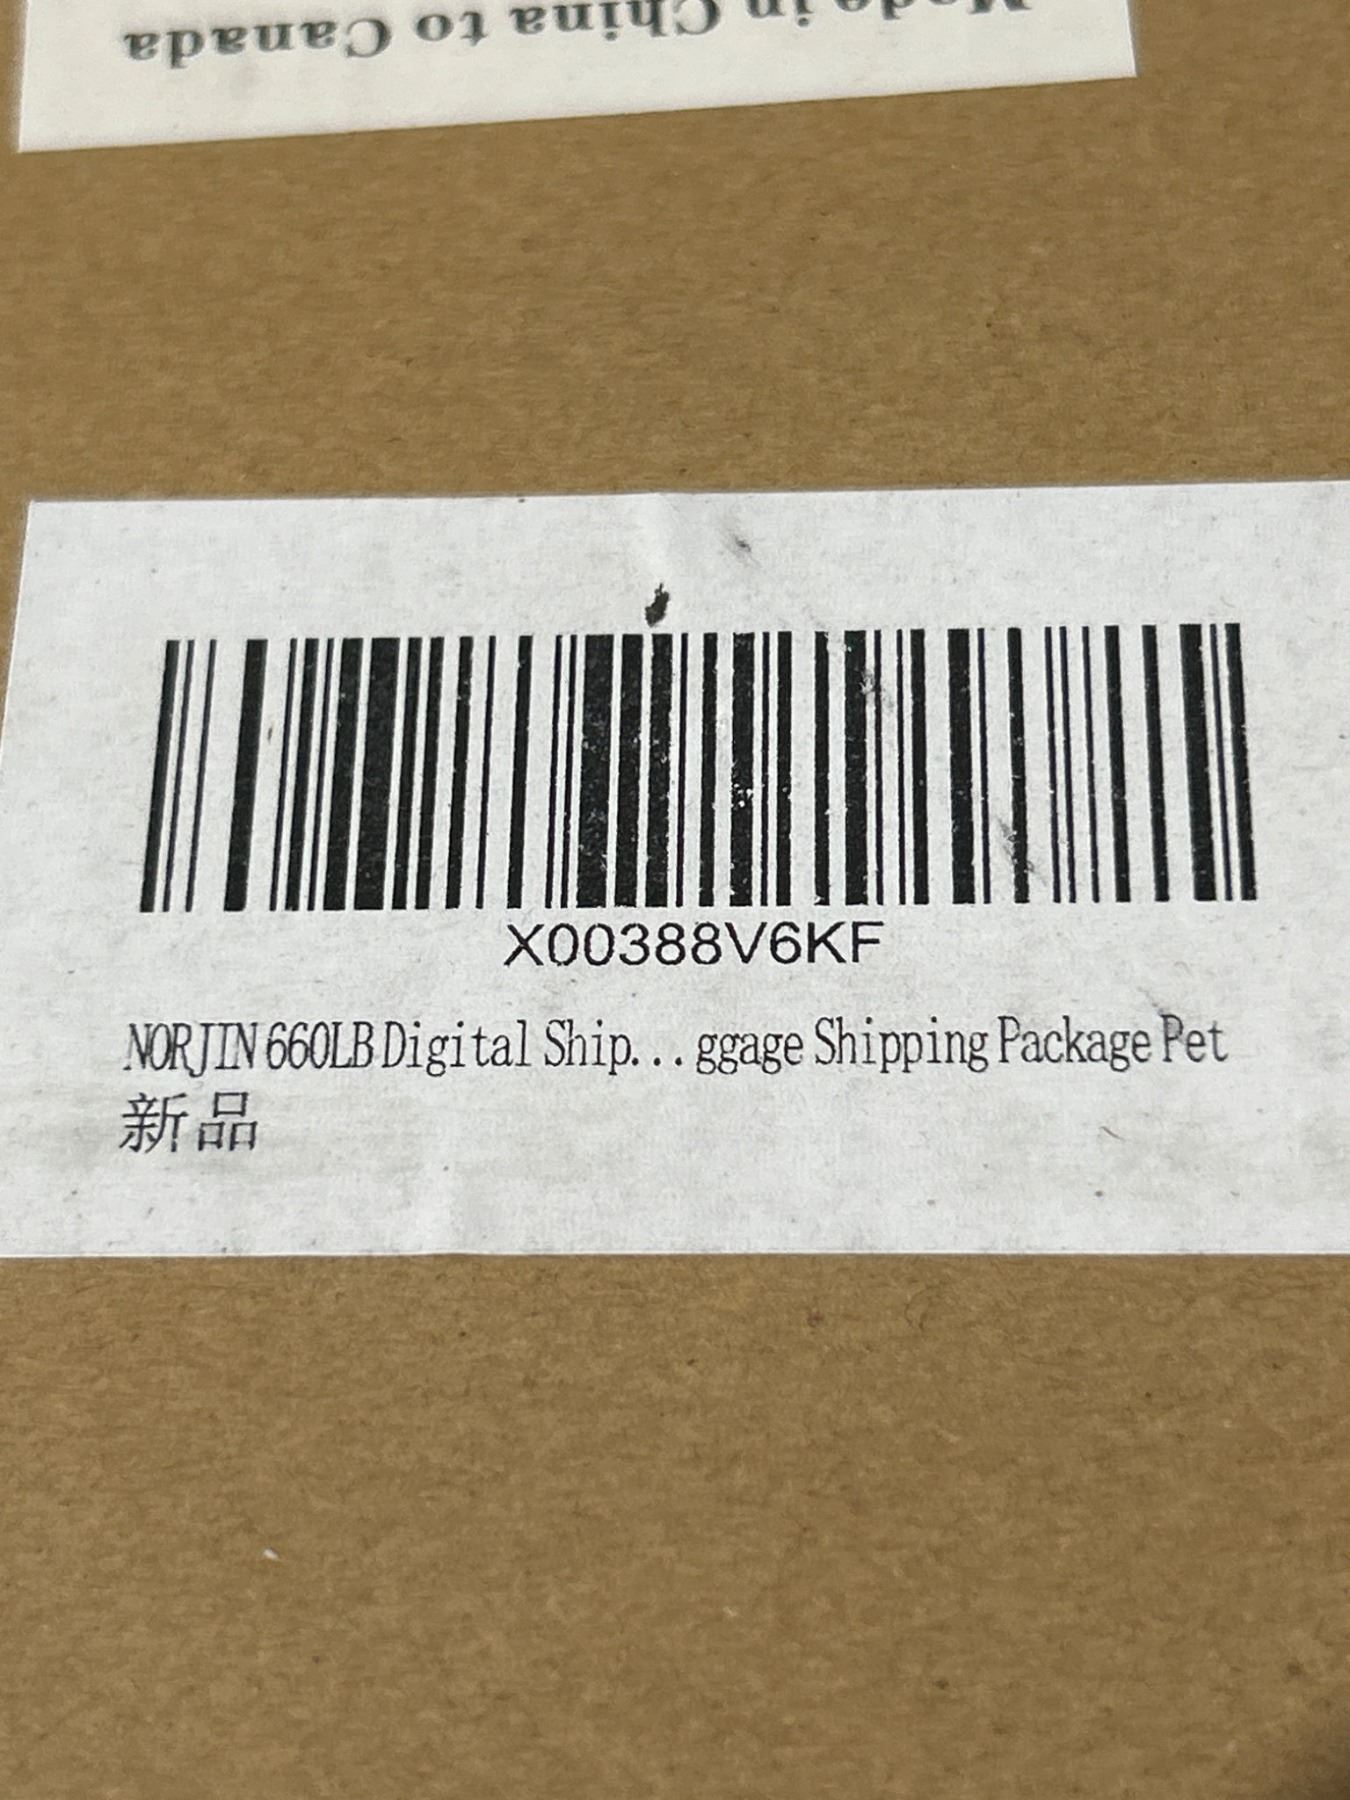 Made in China to Canada
X00388V6KF
NORJIN 660LB Digital Ship...ggage Shipping Package Pet
新品